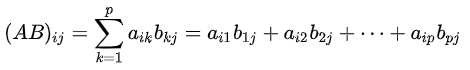 (AB)_{ij} = \sum_{k=1}^{p} a_{ik}b_{kj} = a_{i1}b_{1j} + a_{i2}b_{2j} + \cdots + a_{ip}b_{pj}